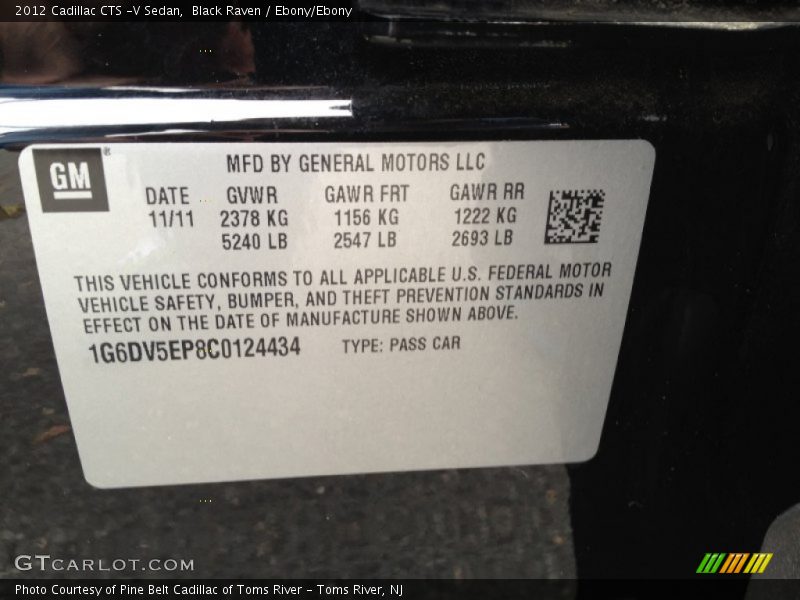 2012 Cadillac CTS -V Sedan, Black Raven / Ebony/Ebony
GM®
MFD BY GENERAL MOTORS LLC
DATE GVWR GAWR FRT GAWR RR
11/11 2378 KG 1156 KG 1222 KG
5240 LB 2547 LB 2693 LB
THIS VEHICLE CONFORMS TO ALL APPLICABLE U.S. FEDERAL MOTOR
VEHICLE SAFETY, BUMPER, AND THEFT PREVENTION STANDARDS IN
EFFECT ON THE DATE OF MANUFACTURE SHOWN ABOVE.
1G6DV5EP8C0124434 TYPE: PASS CAR
GTCARLOT.COM
Photo Courtesy of Pine Belt Cadillac of Toms River - Toms River, NJ